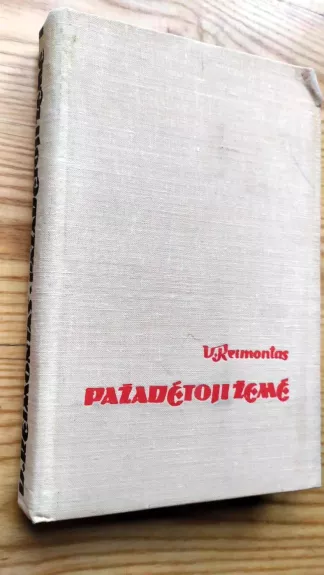 V. Reimontas
PAŽADĖTOJI ŽEMĖ